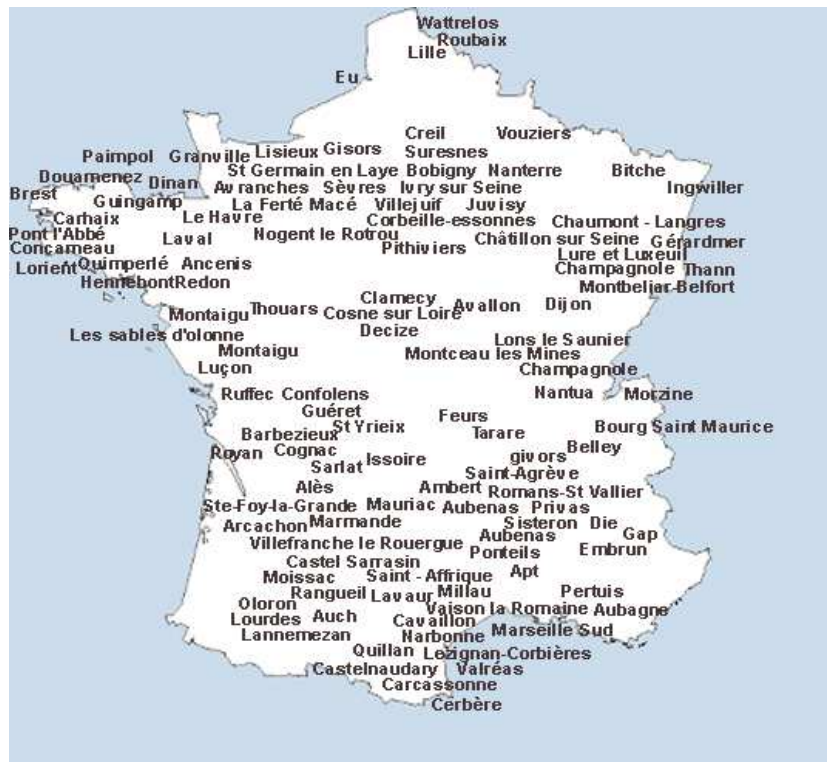 Wattrelos
Roubaix
Lille
Eu
Creil Vouziers
Paimpol Granville Lisieux Gisors Suresnes
Douarnenez Dinan St Germain en Laye Bobigny Nanterre Bitche
Brest Guingamp Avranches Sèvres Ivry sur Seine Ingwiller
Carhaix Le Havre La Ferté Macé Villejuif Juvisy
Corbeille-essonnes Chaumont - Langres
Pont l'Abbé Laval Nogent le Rotrou Châtillon sur Seine Gérardmer
Concarneau Pithiviers Lure et Luxeuil
Lorient Quimperlé Ancenis Champagnole Thann
Hennebont Redon Montbeliar-Belfort
Clamecy
Montaigu Thouars Cosne sur Loire Avallon Dijon
Les sables d'olonne Decize Lons le Saunier
Montaigu Montceau les Mines
Luçon Champagnole
Ruffec Confolens Nantua Morzine
Guéret Feurs
Barbezieux St Yrieix Tarare Bourg Saint Maurice
Royan Cognac Issoire givors Belley
Sarlat Saint-Agrève
Alès Ambert Romans-St Vallier
Ste-Foy-la-Grande Mauriac Aubenas Privas
Arcachon Marmande Sisteron Die
Villefranche le Rouergue Aubenas Gap
Ponteils Embrun
Castel Sarrasin
Moissac Saint - Affrique Apt
Rangueil Lavaur Millau Pertuis
Oloron Vaison la Romaine Aubagne
Lourdes Auch Cavaillon
Lannemezan Narbonne Marseille Sud
Quillan Lezignan-Corbières
Castelnaudary Valréas
Carcassonne
Cerbère